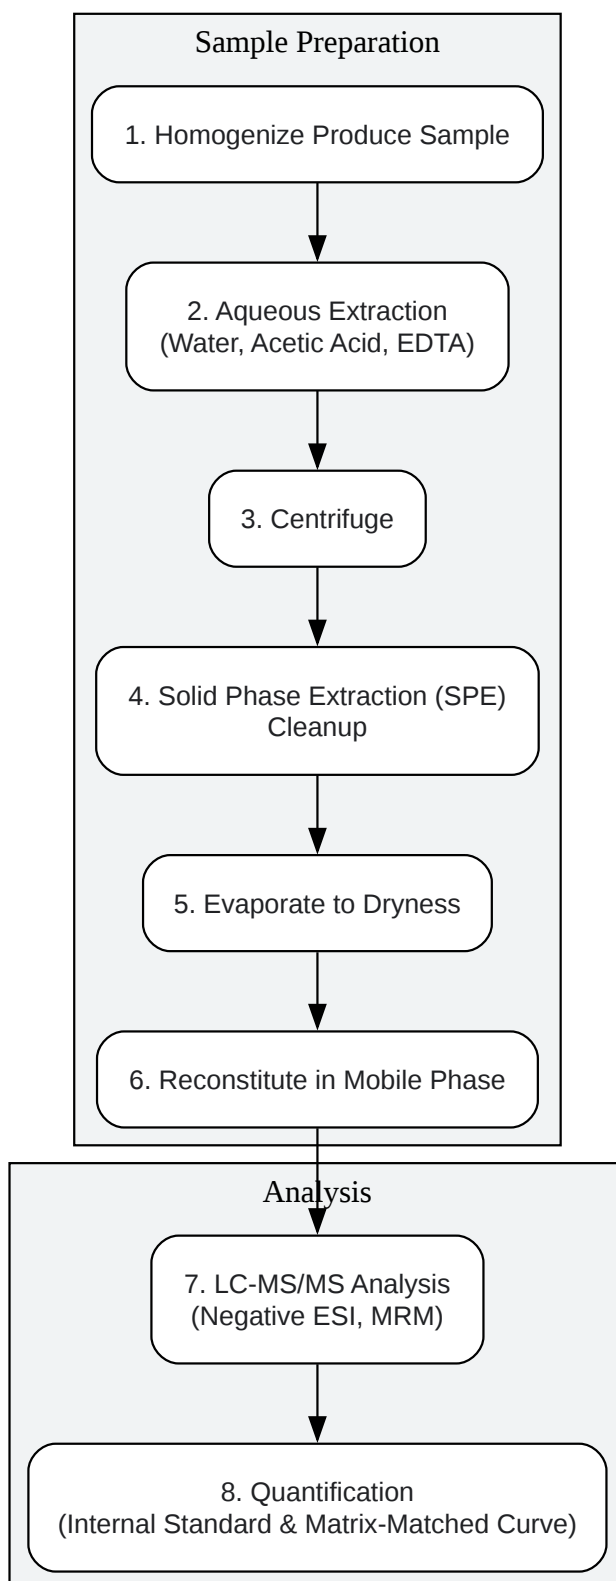 Sample Preparation
1. Homogenize Produce Sample
2. Aqueous Extraction
(Water, Acetic Acid, EDTA)
3. Centrifuge
4. Solid Phase Extraction (SPE)
Cleanup
5. Evaporate to Dryness
6. Reconstitute in Mobile Phase
Analysis
7. LC-MS/MS Analysis
(Negative ESI, MRM)
8. Quantification
(Internal Standard & Matrix-Matched Curve)